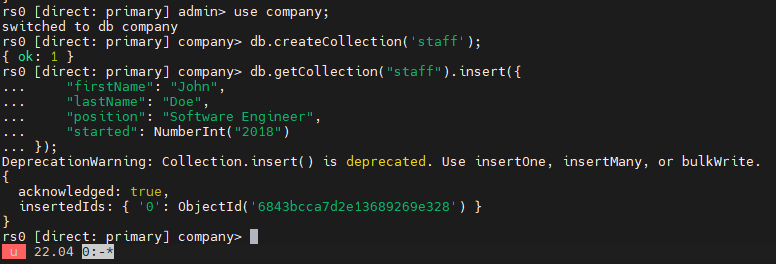 rs0 [direct: primary] admin> use company;
switched to db company
rs0 [direct: primary] company> db.createCollection('staff');
{ ok: 1 }
rs0 [direct: primary] company> db.getCollection("staff").insert({
...     "firstName": "John",
...     "lastName": "Doe",
...     "position": "Software Engineer",
...     "started": NumberInt("2018")
... });
DeprecationWarning: Collection.insert() is deprecated. Use insertOne, insertMany, or bulkWrite.
{
  acknowledged: true,
  insertedIds: { '0': ObjectId('6843bcca7d2e13689269e328') }
}
rs0 [direct: primary] company>
u 22.04 0:-*